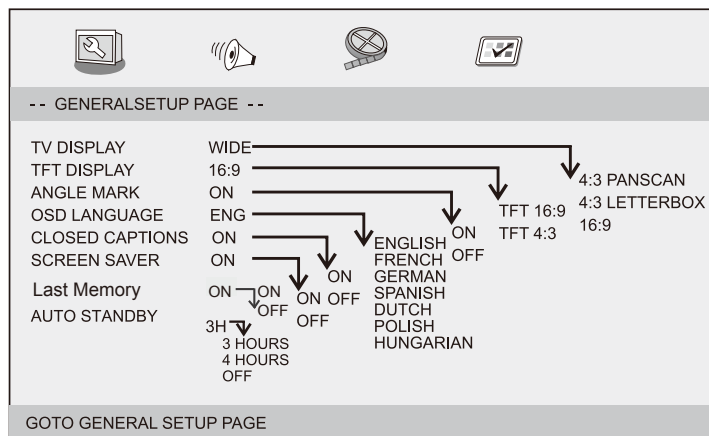 -- GENERALSETUP PAGE --
TV DISPLAY WIDE
TFT DISPLAY 16:9
ANGLE MARK ON
OSD LANGUAGE ENG
CLOSED CAPTIONS ON
SCREEN SAVER ON
Last Memory ON
AUTO STANDBY 3H
ON
OFF
3 HOURS
4 HOURS
OFF
ON
OFF
ON
OFF
ENGLISH
FRENCH
GERMAN
SPANISH
DUTCH
POLISH
HUNGARIAN
ON
OFF
TFT 16:9
TFT 4:3
4:3 PANSCAN
4:3 LETTERBOX
16:9
GOTO GENERAL SETUP PAGE